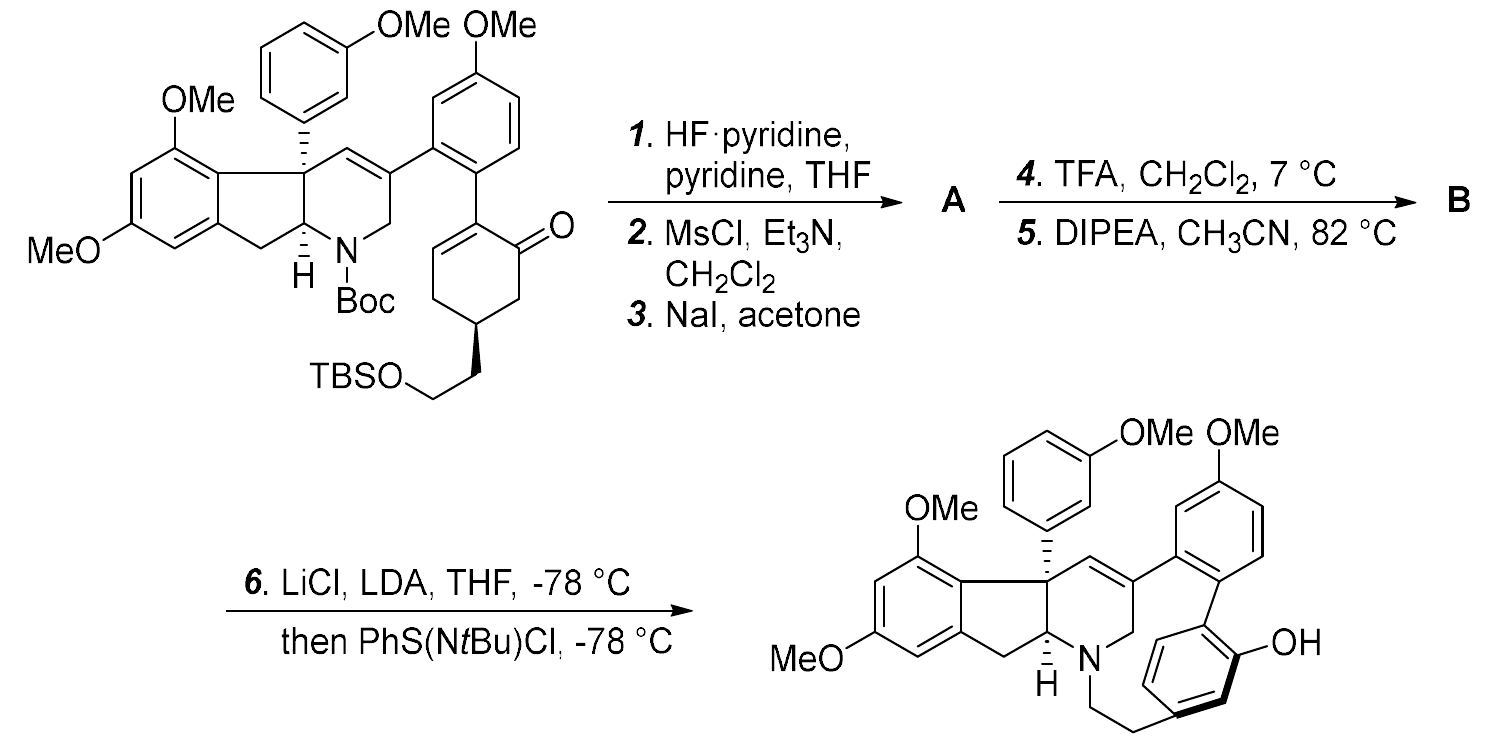 OMe OMe
OMe
MeO
H
N
Boc
O
TBSO
1. HF·pyridine,
pyridine, THF
2. MsCl, Et₃N,
CH₂Cl₂
3. NaI, acetone
A
4. TFA, CH₂Cl₂, 7 °C
5. DIPEA, CH₃CN, 82 °C
B
6. LiCl, LDA, THF, -78 °C
then PhS(NtBu)Cl, -78 °C
OMe OMe
OMe
MeO
H
N
OH